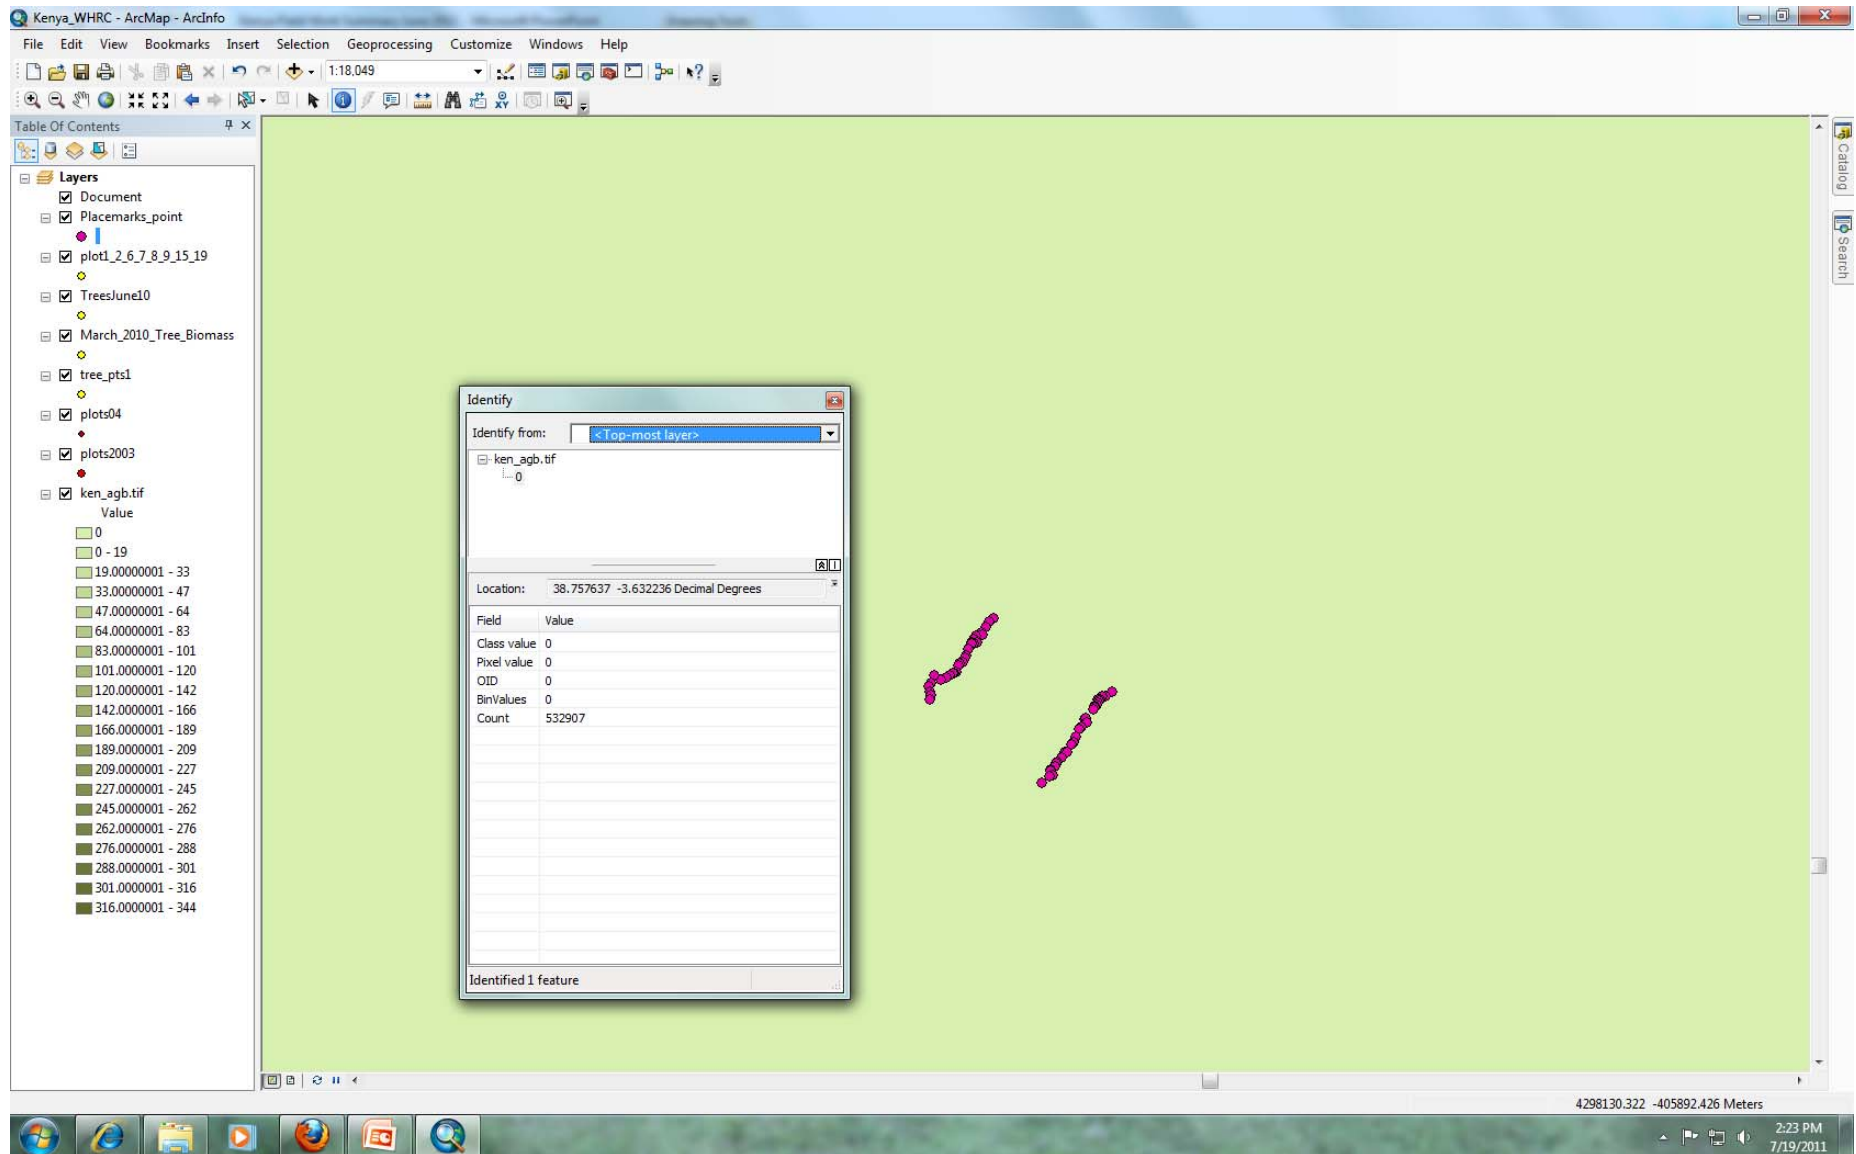 Kenya_WHRC - ArcMap - ArcInfo
File Edit View Bookmarks Insert Selection Geoprocessing Customize Windows Help
1:18,049
Table Of Contents
Layers
Document
Placemarks_point
plot1_2_6_7_8_9_15_19
TreesJune10
March_2010_Tree_Biomass
tree_pts1
plots04
plots2003
ken_agb.tif
Value
0
0 - 19
19.00000001 - 33
33.00000001 - 47
47.00000001 - 64
64.00000001 - 83
83.00000001 - 101
101.0000001 - 120
120.0000001 - 142
142.0000001 - 166
166.0000001 - 189
189.0000001 - 209
209.0000001 - 227
227.0000001 - 245
245.0000001 - 262
262.0000001 - 276
276.0000001 - 288
288.0000001 - 301
301.0000001 - 316
316.0000001 - 344
Identify
Identify from: <Top-most layer>
ken_agb.tif
0
Location: 38.757637 -3.632236 Decimal Degrees
Field Value
Class value 0
Pixel value 0
OID 0
BinValues 0
Count 532907
Identified 1 feature
Catalog
Search
4298130.322 -405892.426 Meters
2:23 PM
7/19/2011